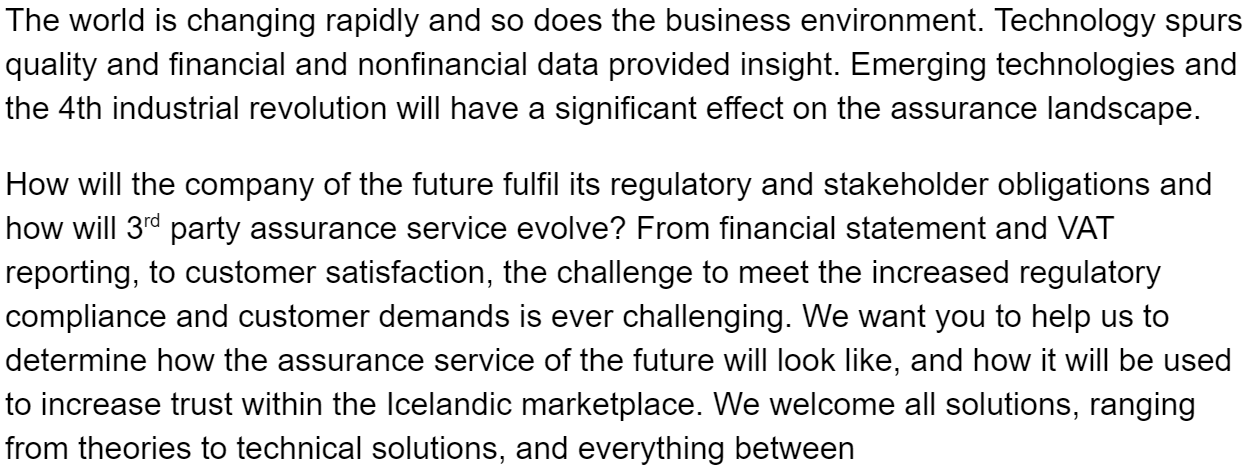 The world is changing rapidly and so does the business environment. Technology spurs
quality and financial and nonfinancial data provided insight. Emerging technologies and
the 4th industrial revolution will have a significant effect on the assurance landscape.
How will the company of the future fulfil its regulatory and stakeholder obligations and
how will 3rd party assurance service evolve? From financial statement and VAT
reporting, to customer satisfaction, the challenge to meet the increased regulatory
compliance and customer demands is ever challenging. We want you to help us to
determine how the assurance service of the future will look like, and how it will be used
to increase trust within the Icelandic marketplace. We welcome all solutions, ranging
from theories to technical solutions, and everything between